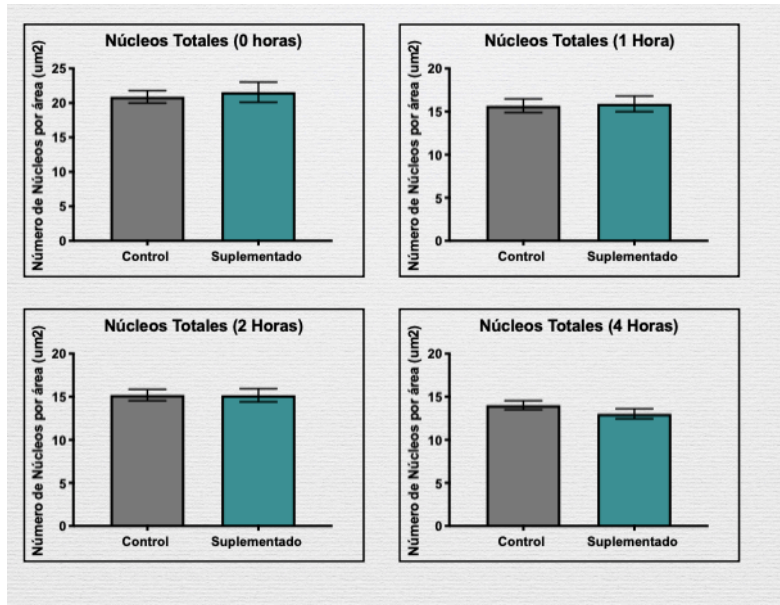 Núcleos Totales (0 horas)
Número de Núcleos por área (um2)
25
20
15
10
5
0
Control Suplementado
Núcleos Totales (1 Hora)
Número de Núcleos por área (um2)
20
15
10
5
0
Control Suplementado
Núcleos Totales (2 Horas)
Número de Núcleos por área (um2)
20
15
10
5
0
Control Suplementado
Núcleos Totales (4 Horas)
Número de Núcleos por área (um2)
20
15
10
5
0
Control Suplementado